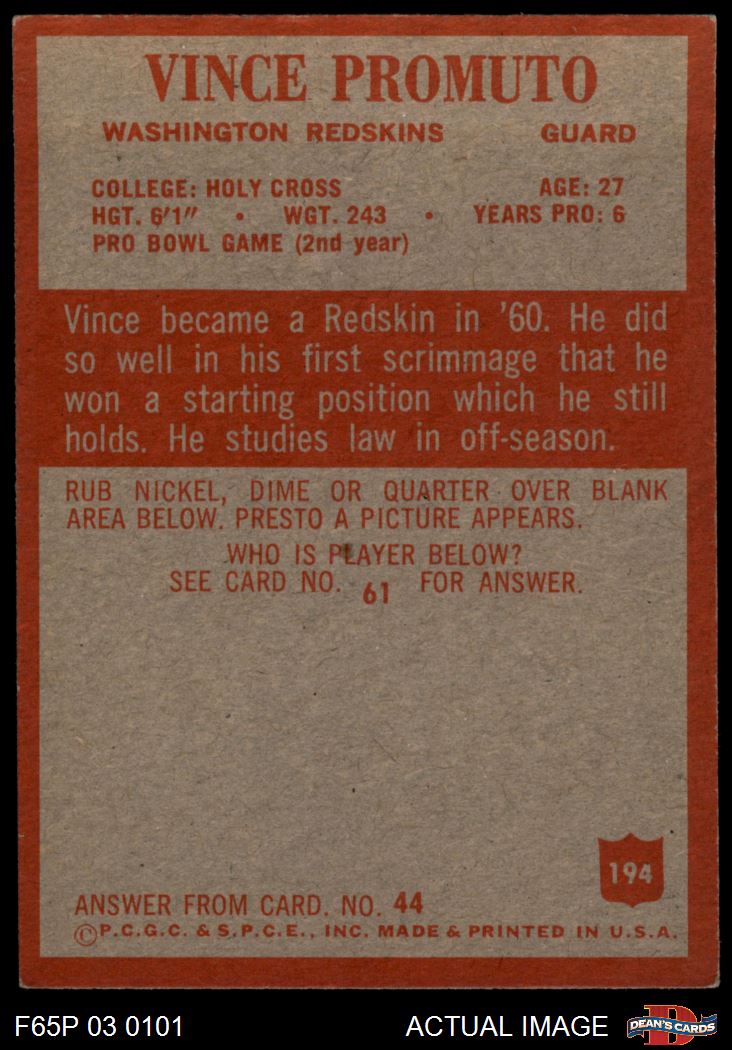 VINCE PROMUTO
WASHINGTON REDSKINS GUARD
COLLEGE: HOLY CROSS AGE: 27
HGT. 6'1" • WGT. 243 • YEARS PRO: 6
PRO BOWL GAME (2nd year)
Vince became a Redskin in '60. He did
so well in his first scrimmage that he
won a starting position which he still
holds. He studies law in off-season.
RUB NICKEL, DIME OR QUARTER OVER BLANK
AREA BELOW. PRESTO A PICTURE APPEARS.
WHO IS PLAYER BELOW?
SEE CARD NO. 61 FOR ANSWER.
194
ANSWER FROM CARD. NO. 44
©P.C.G.C. & S.P.C.E., INC. MADE & PRINTED IN U.S.A.
F65P 03 0101 ACTUAL IMAGE
D
DEAN'S CARDS